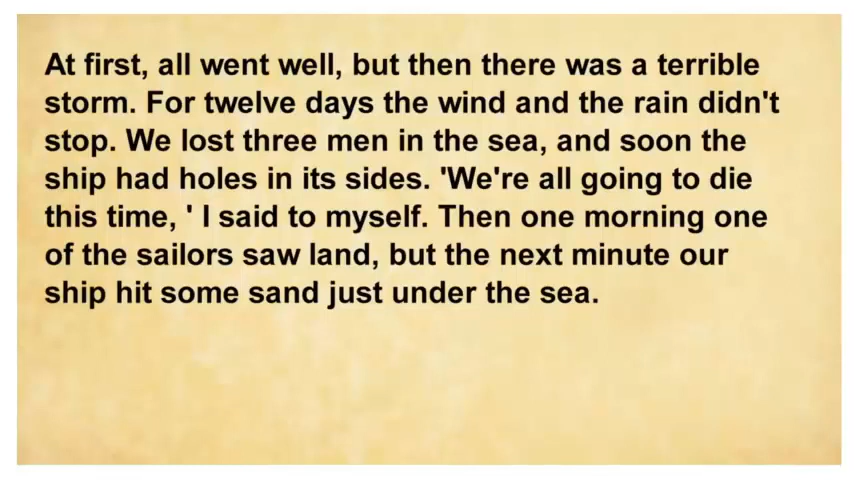 At first, all went well, but then there was a terrible
storm. For twelve days the wind and the rain didn't
stop. We lost three men in the sea, and soon the
ship had holes in its sides. 'We're all going to die
this time, ' I said to myself. Then one morning one
of the sailors saw land, but the next minute our
ship hit some sand just under the sea.